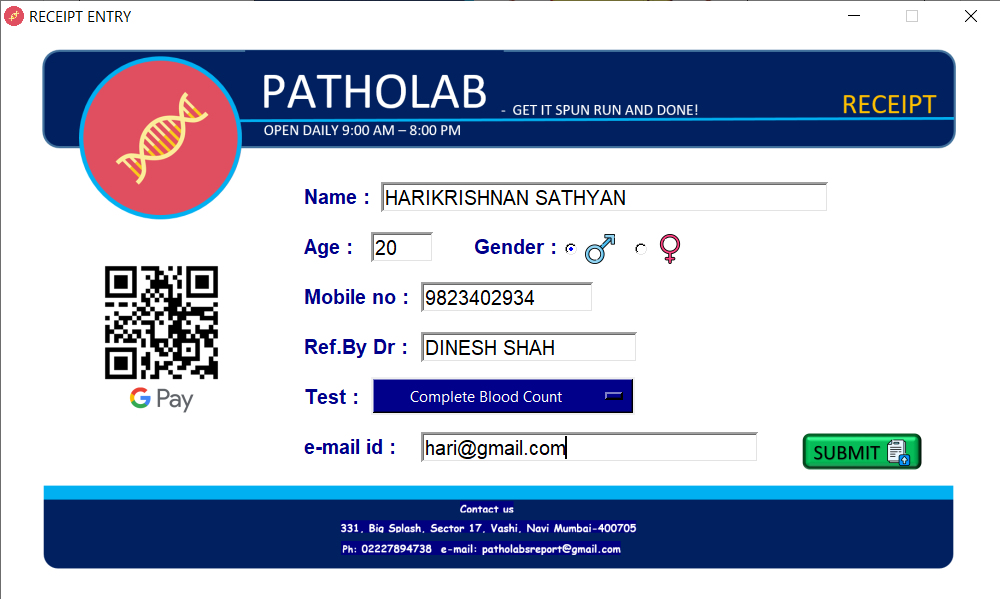 RECEIPT ENTRY
PATHOLAB
- GET IT SPUN RUN AND DONE!
RECEIPT
OPEN DAILY 9:00 AM – 8:00 PM
Name : HARIKRISHNAN SATHYAN
Age : 20 Gender :
Mobile no : 9823402934
Ref.By Dr : DINESH SHAH
G Pay
Test : Complete Blood Count
e-mail id : hari@gmail.com
SUBMIT
Contact us
331, Big Splash, Sector 17, Vashi, Navi Mumbai-400705
Ph: 02227894738 e-mail: patholabsreport@gmail.com